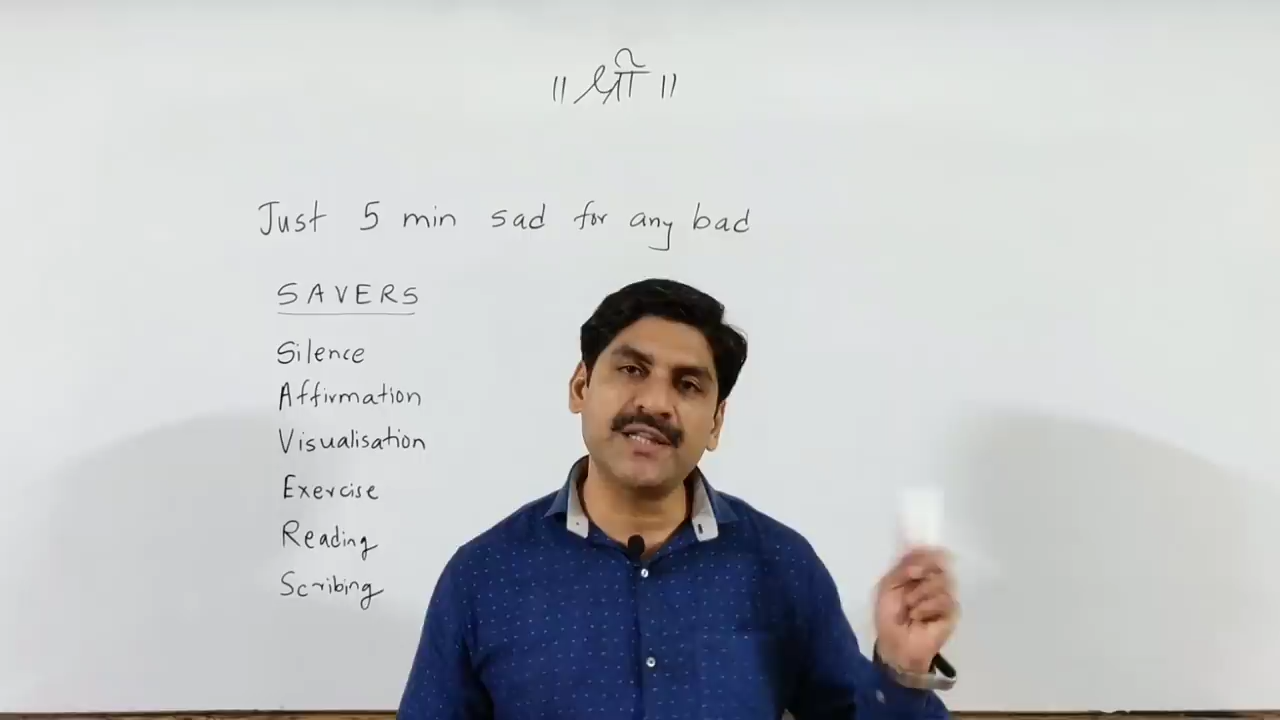 ॥ श्री ॥
Just 5 min sad for any bad
SAVERS
Silence
Affirmation
Visualisation
Exercise
Reading
Scribing